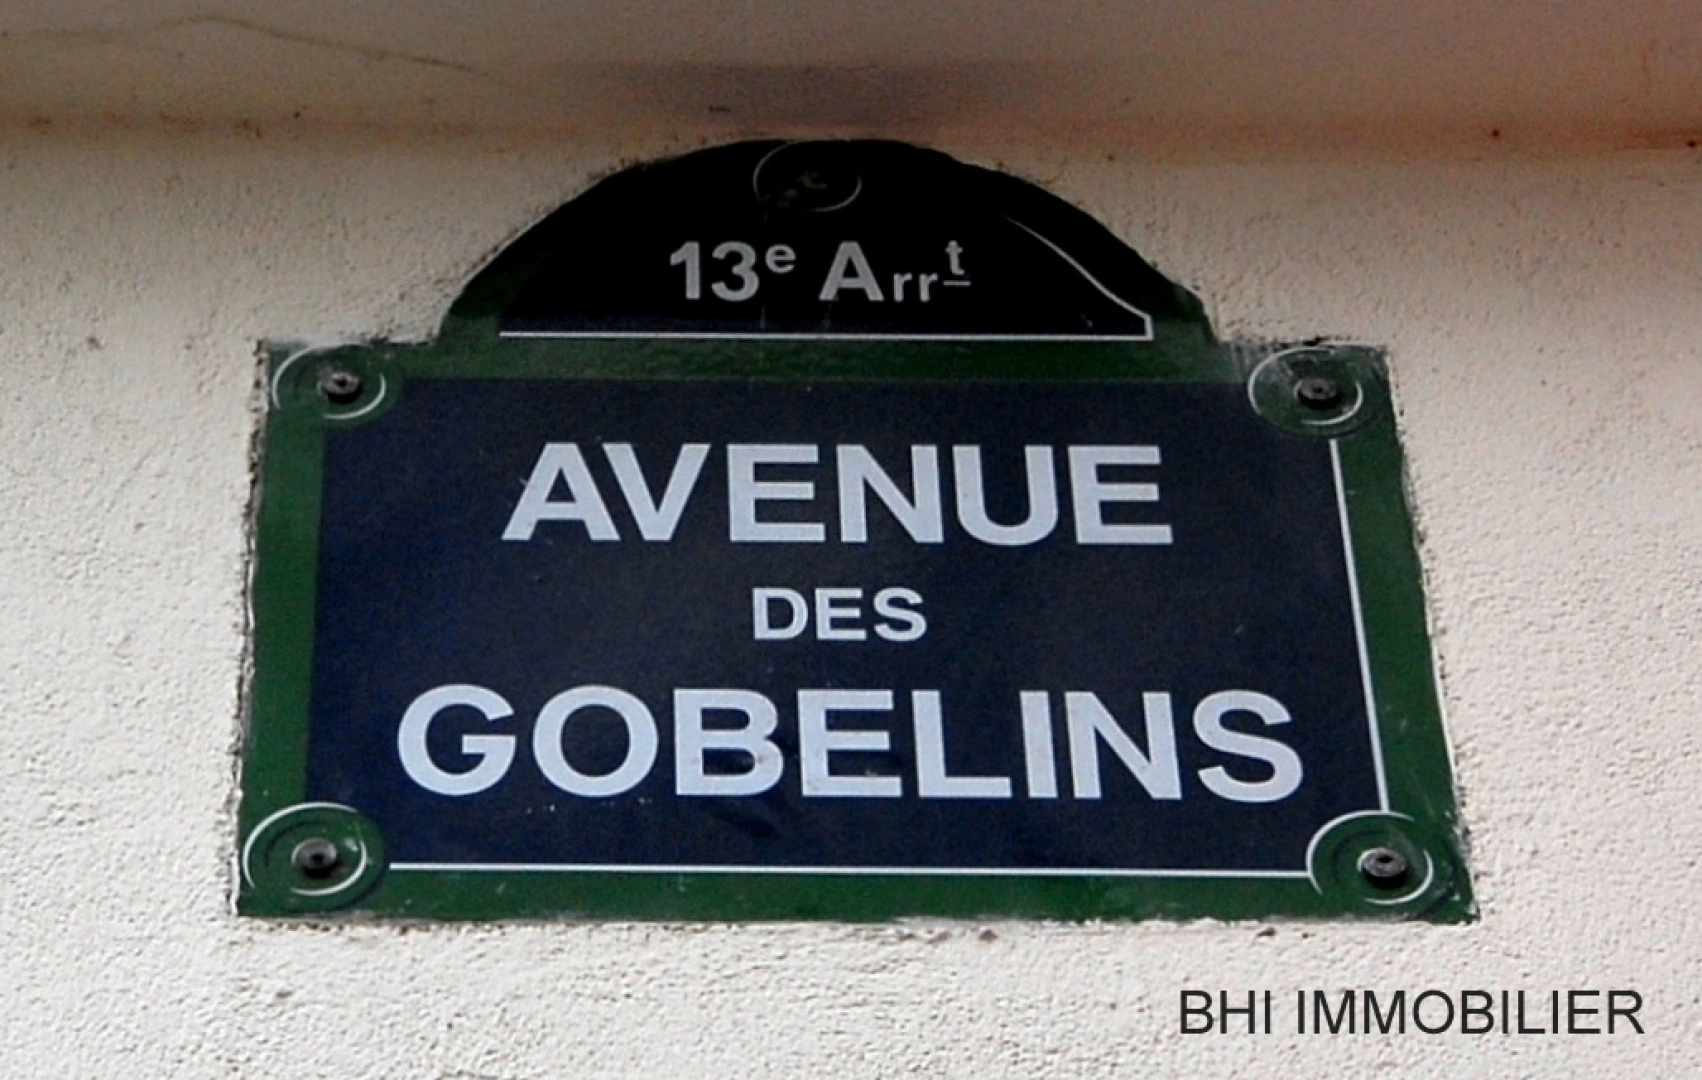 13e Arrt
AVENUE
DES
GOBELINS
BHI IMMOBILIER